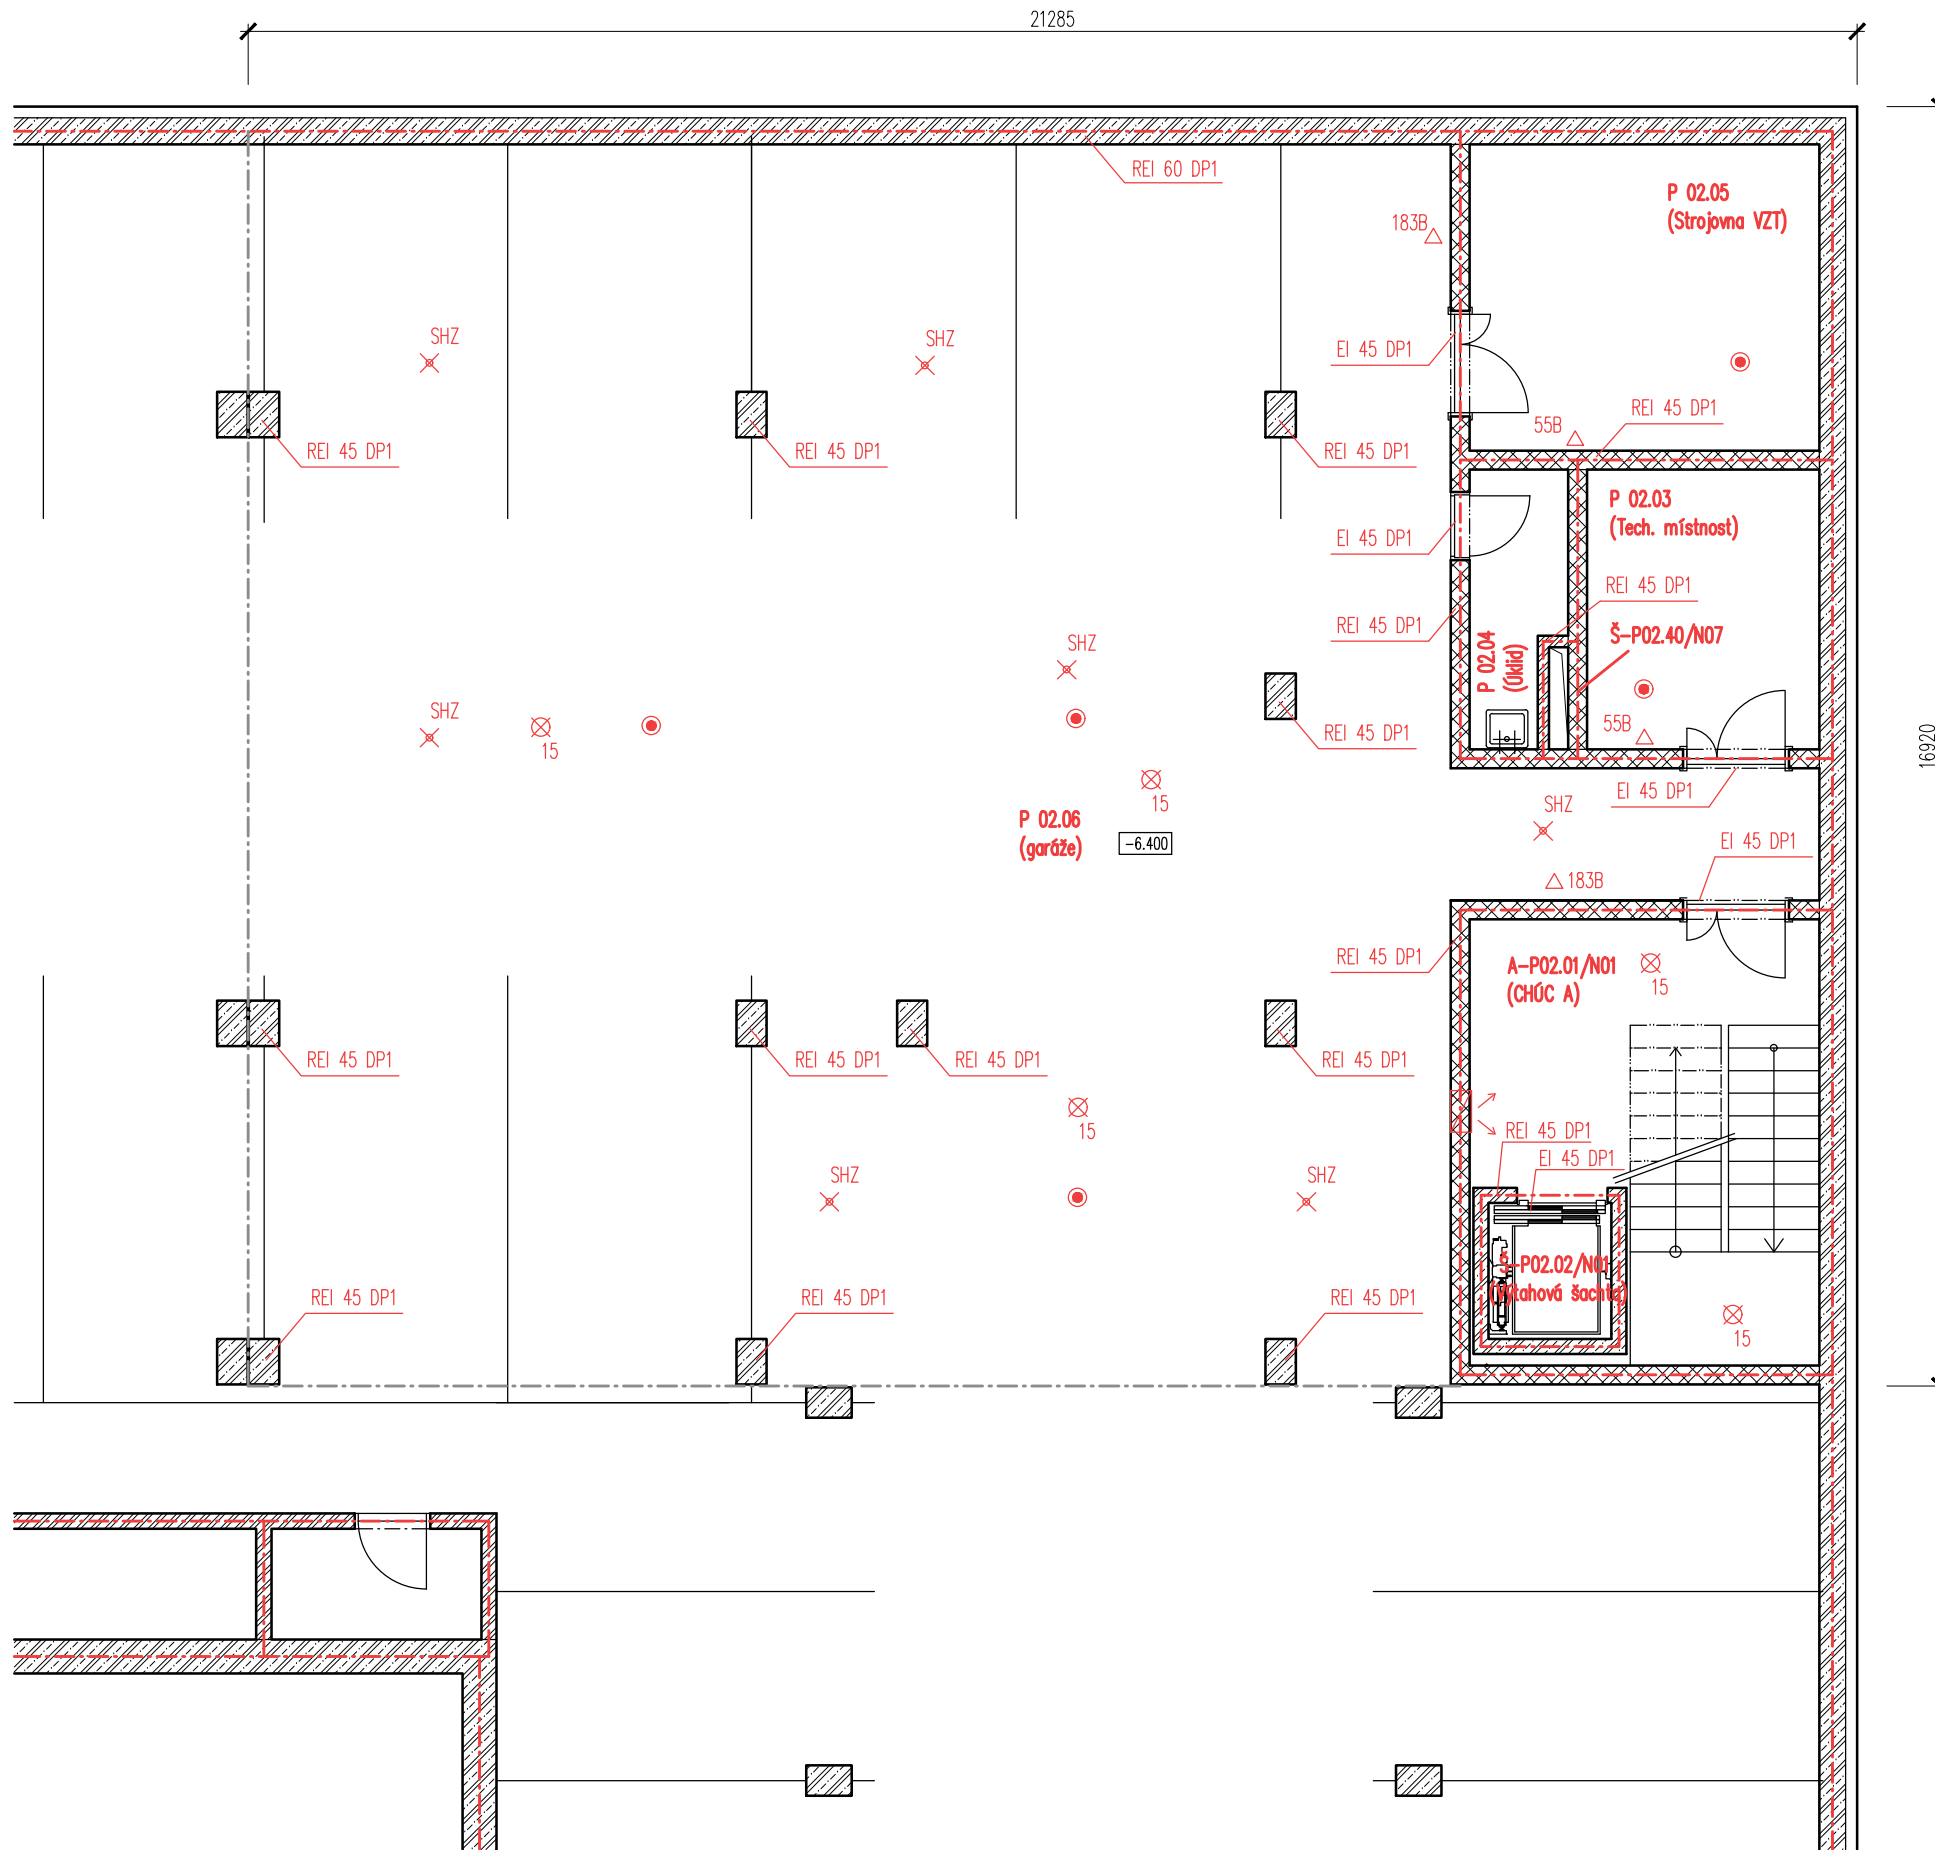 21285
REI 60 DP1
P 02.05
(Strojovna VZT)
183B
SHZ
SHZ
EI 45 DP1
REI 45 DP1
55B
REI 45 DP1
REI 45 DP1
REI 45 DP1
P 02.03
(Tech. místnost)
EI 45 DP1
REI 45 DP1
REI 45 DP1
Š-P02.40/N07
P 02.04
(Úklid)
SHZ
SHZ
15
REI 45 DP1
55B
16920
EI 45 DP1
15
SHZ
P 02.06
(garáže)
-6.400
EI 45 DP1
183B
REI 45 DP1
A-P02.01/N01
(CHÚC A)
15
REI 45 DP1
REI 45 DP1
REI 45 DP1
REI 45 DP1
15
REI 45 DP1
EI 45 DP1
SHZ
SHZ
Š-P02.02/N01
(Výtahová šachta)
REI 45 DP1
REI 45 DP1
REI 45 DP1
15